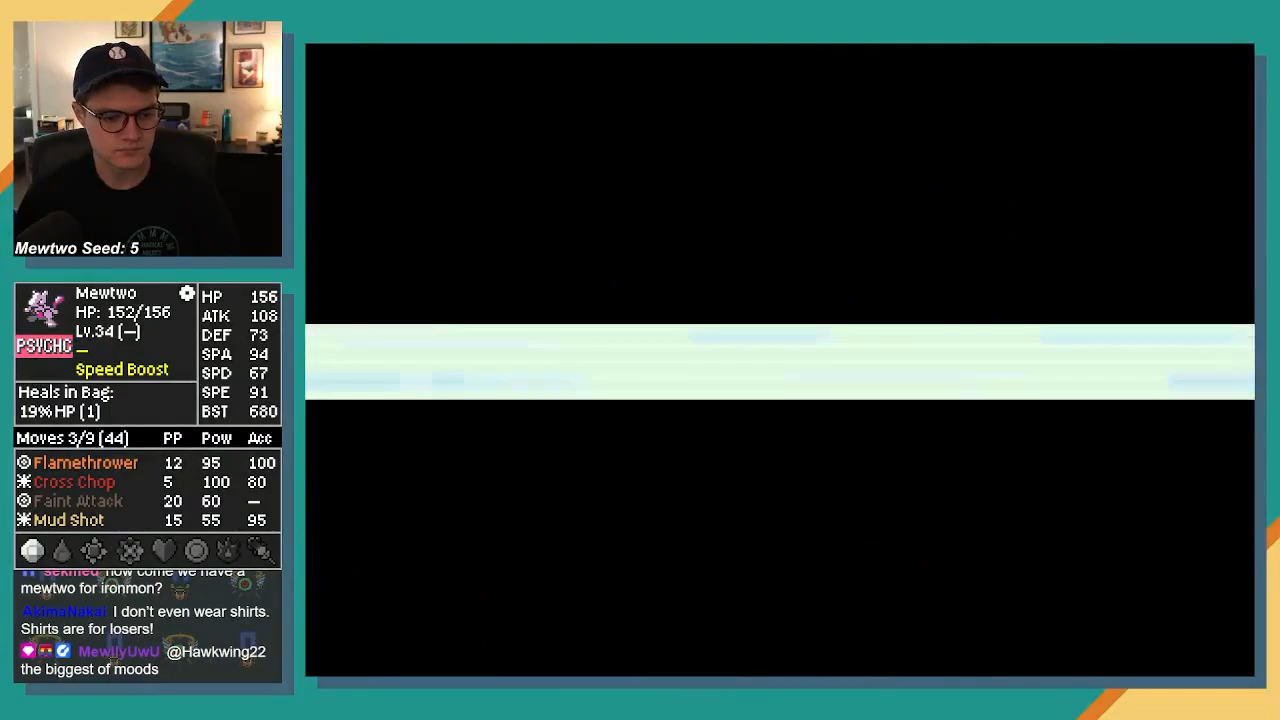 Mewtwo Seed: 5
Mewtwo
HP: 152/156
Lv.34 (—)
PSYCHC
—
Speed Boost
Heals in Bag:
19% HP (1)
HP 156
ATK 108
DEF 73
SPA 94
SPD 67
SPE 91
BST 680
Moves 3/9 (44) PP Pow Acc
Flamethrower 12 95 100
Cross Chop 5 100 80
Faint Attack 20 60 —
Mud Shot 15 55 95
sekmed how come we have a
mewtwo for ironmon?
AkimaNakai I don't even wear shirts.
Shirts are for losers!
MewllyUwU @Hawkwing22
the biggest of moods